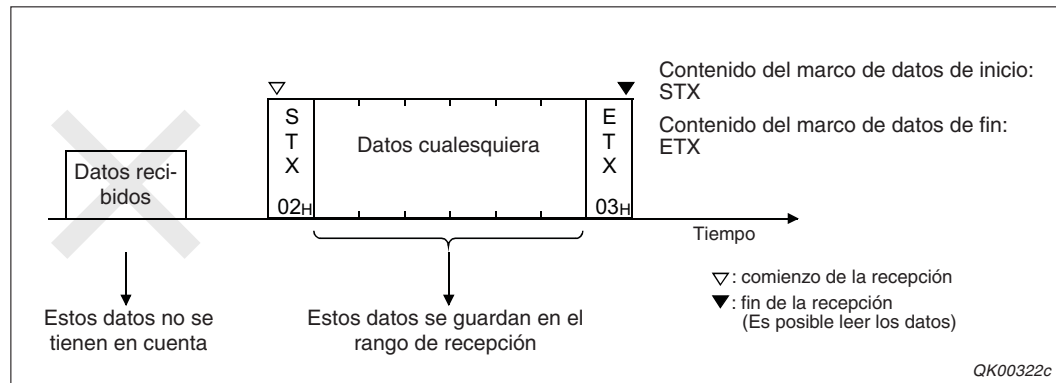 Contenido del marco de datos de inicio:
STX
Contenido del marco de datos de fin:
ETX
Datos reci-
bidos
S
T
X
02H
Datos cualesquiera
E
T
X
03H
Tiempo
▽: comienzo de la recepción
▼: fin de la recepción
(Es posible leer los datos)
Estos datos no se
tienen en cuenta
Estos datos se guardan en el
rango de recepción
QK00322c